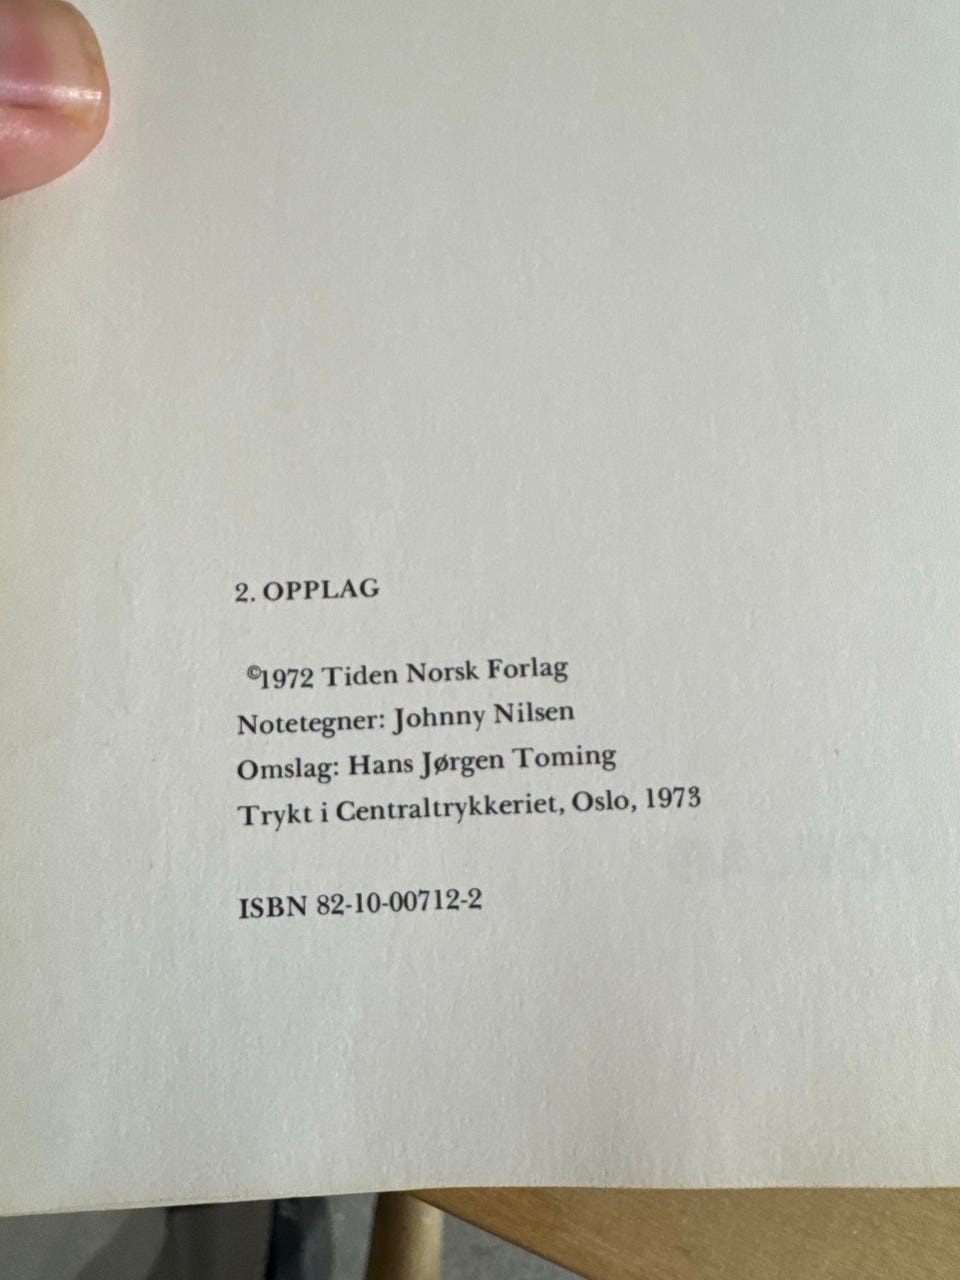 2. OPPLAG
©1972 Tiden Norsk Forlag
Notetegner: Johnny Nilsen
Omslag: Hans Jørgen Toming
Trykt i Centraltrykkeriet, Oslo, 1973
ISBN 82-10-00712-2